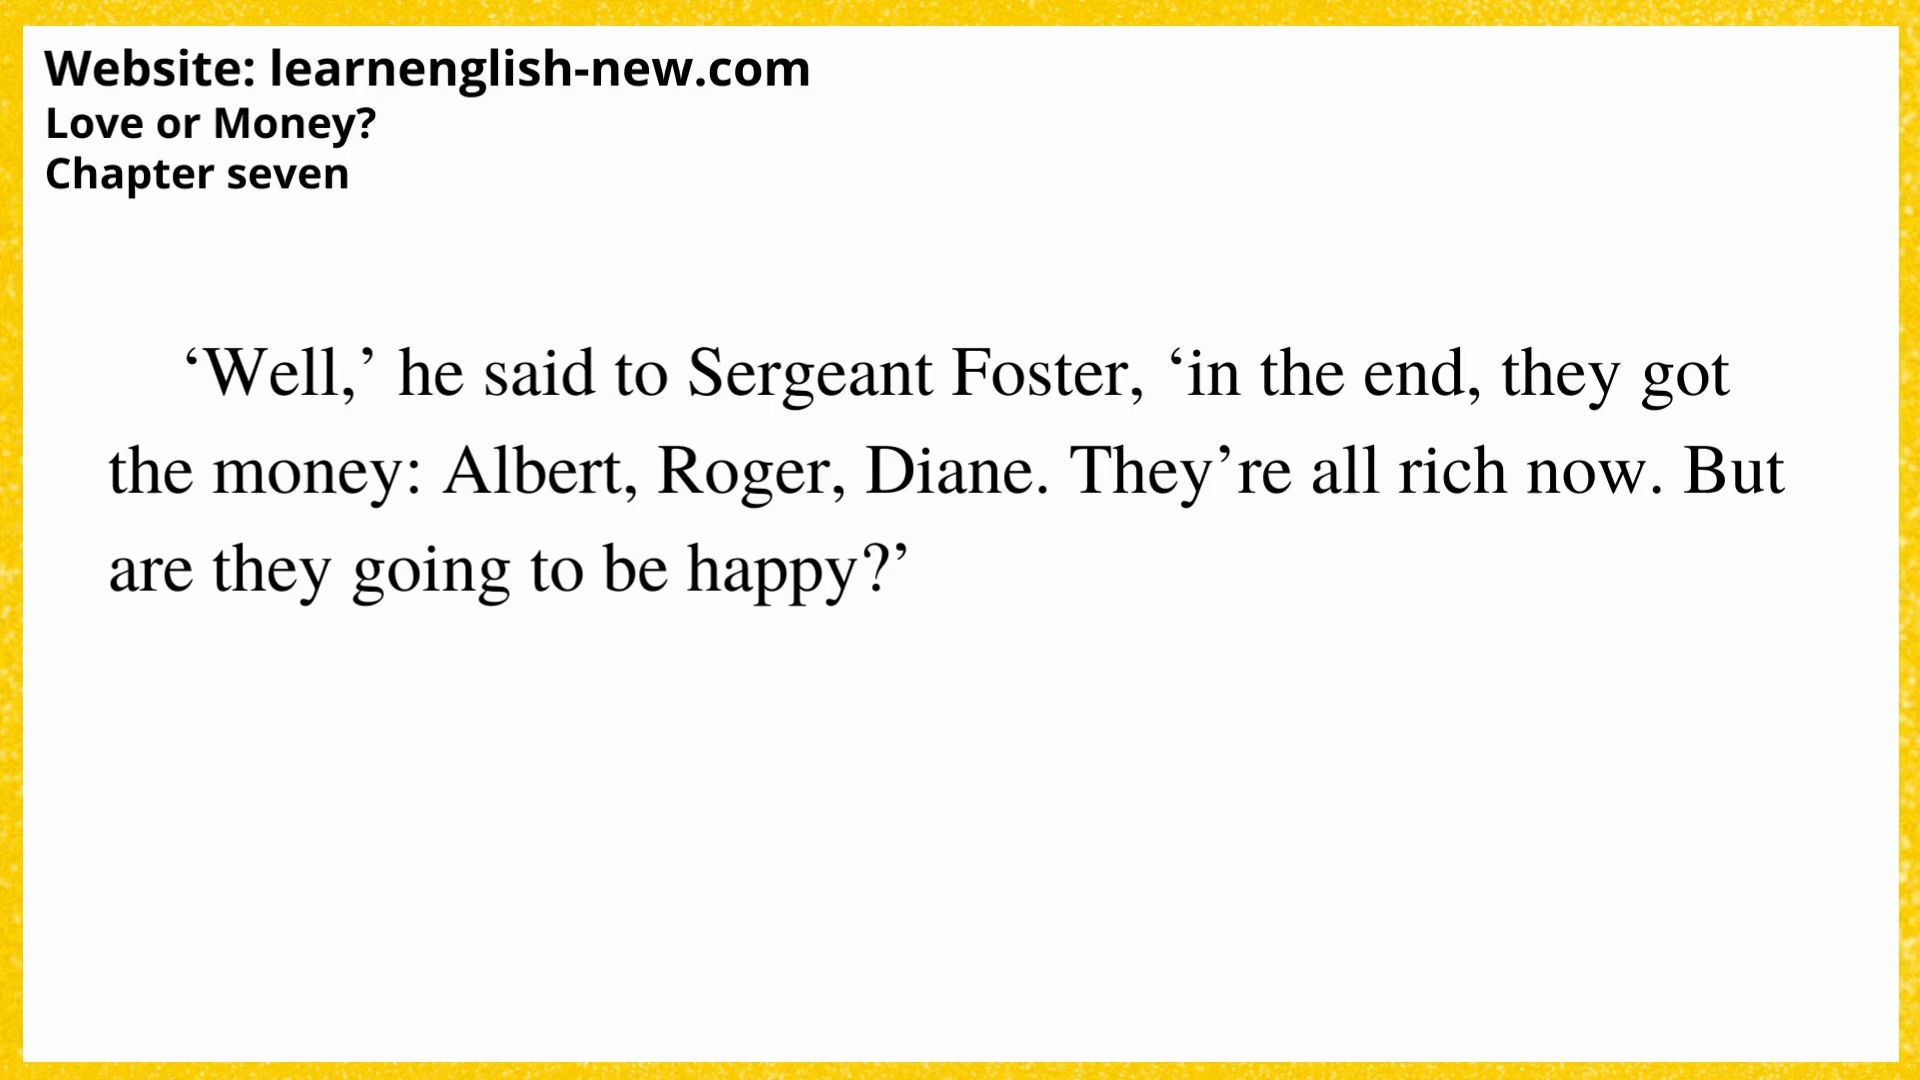 Website: learnenglish-new.com
Love or Money?
Chapter seven
‘Well,’ he said to Sergeant Foster, ‘in the end, they got
the money: Albert, Roger, Diane. They’re all rich now. But
are they going to be happy?’